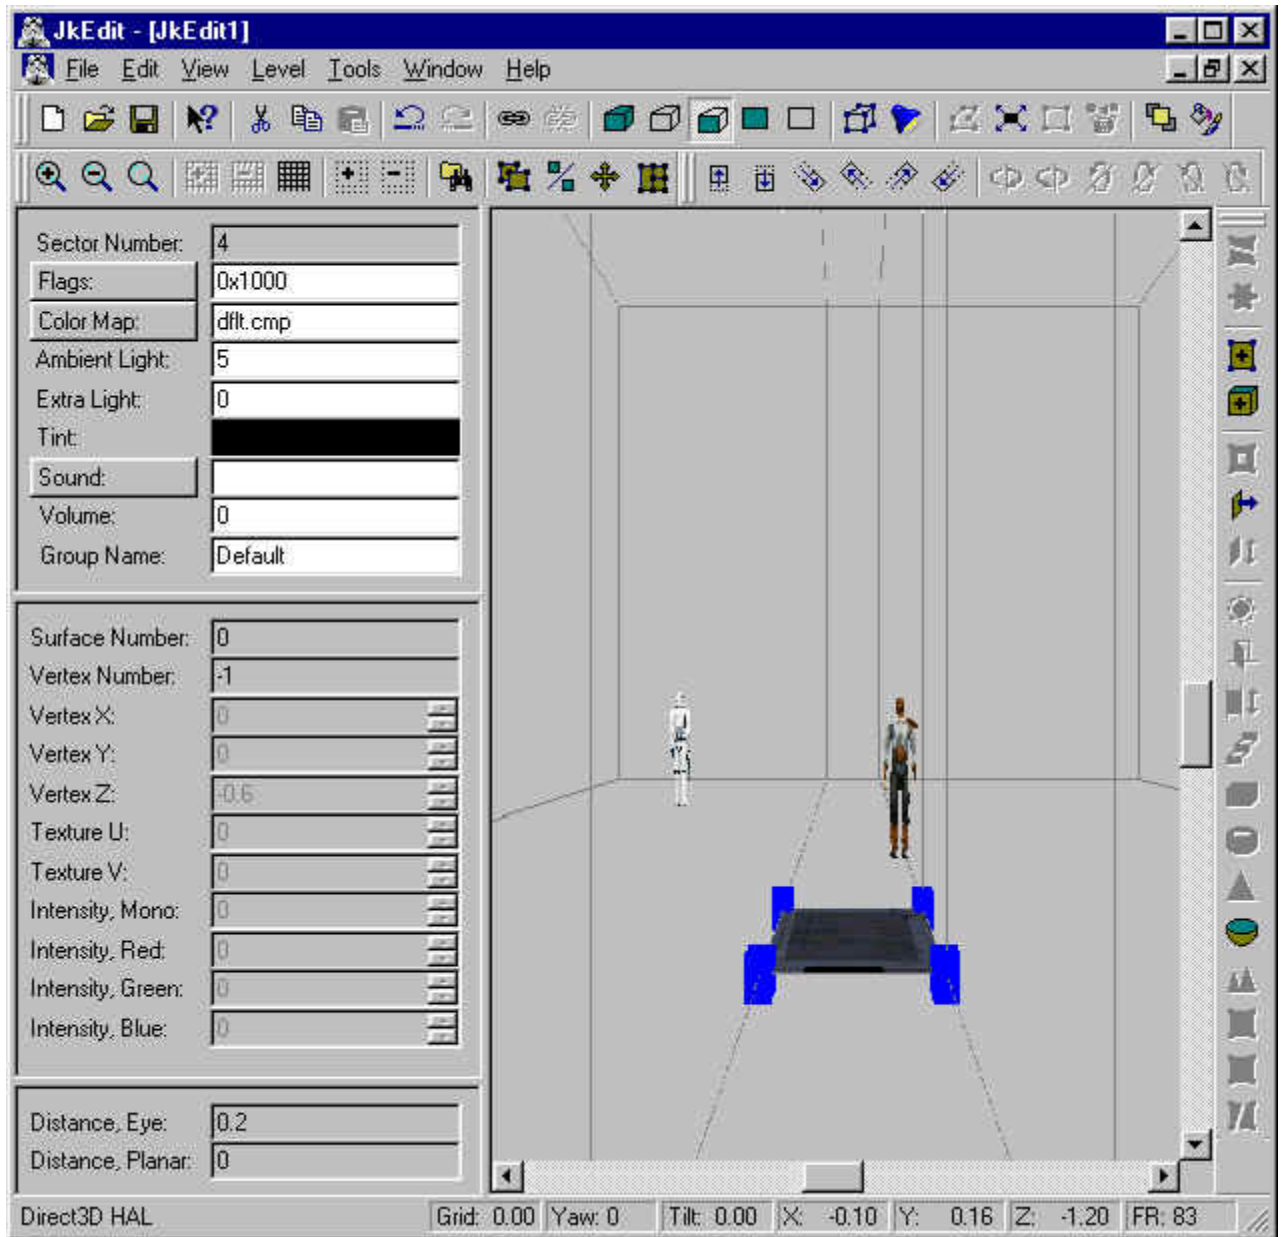 JkEdit - [JkEdit1]
File Edit View Level Tools Window Help
Sector Number: 4
Flags: 0x1000
Color Map: dflt.cmp
Ambient Light: 5
Extra Light: 0
Tint:
Sound:
Volume: 0
Group Name: Default
Surface Number: 0
Vertex Number: -1
Vertex X: 0
Vertex Y: 0
Vertex Z: -0.6
Texture U: 0
Texture V: 0
Intensity, Mono: 0
Intensity, Red: 0
Intensity, Green: 0
Intensity, Blue: 0
Distance, Eye: 0.2
Distance, Planar: 0
Direct3D HAL Grid: 0.00 Yaw: 0 Tilt: 0.00 X: -0.10 Y: 0.16 Z: -1.20 FR: 83